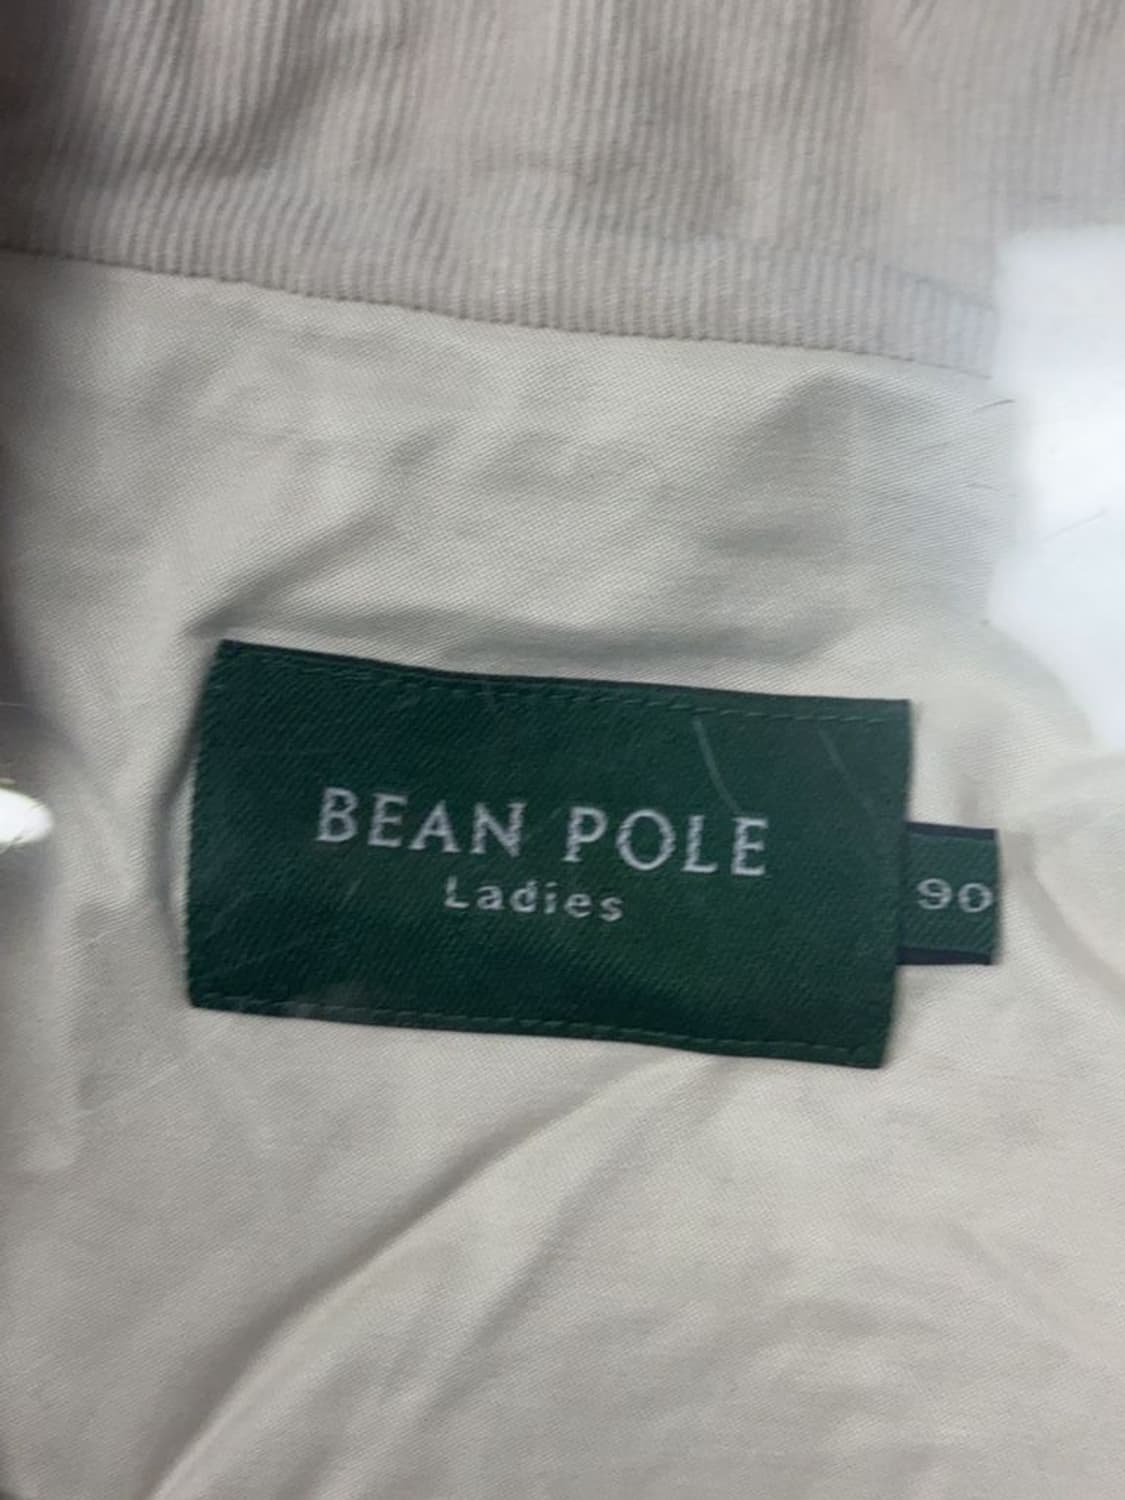 BEAN POLE
Ladies
90